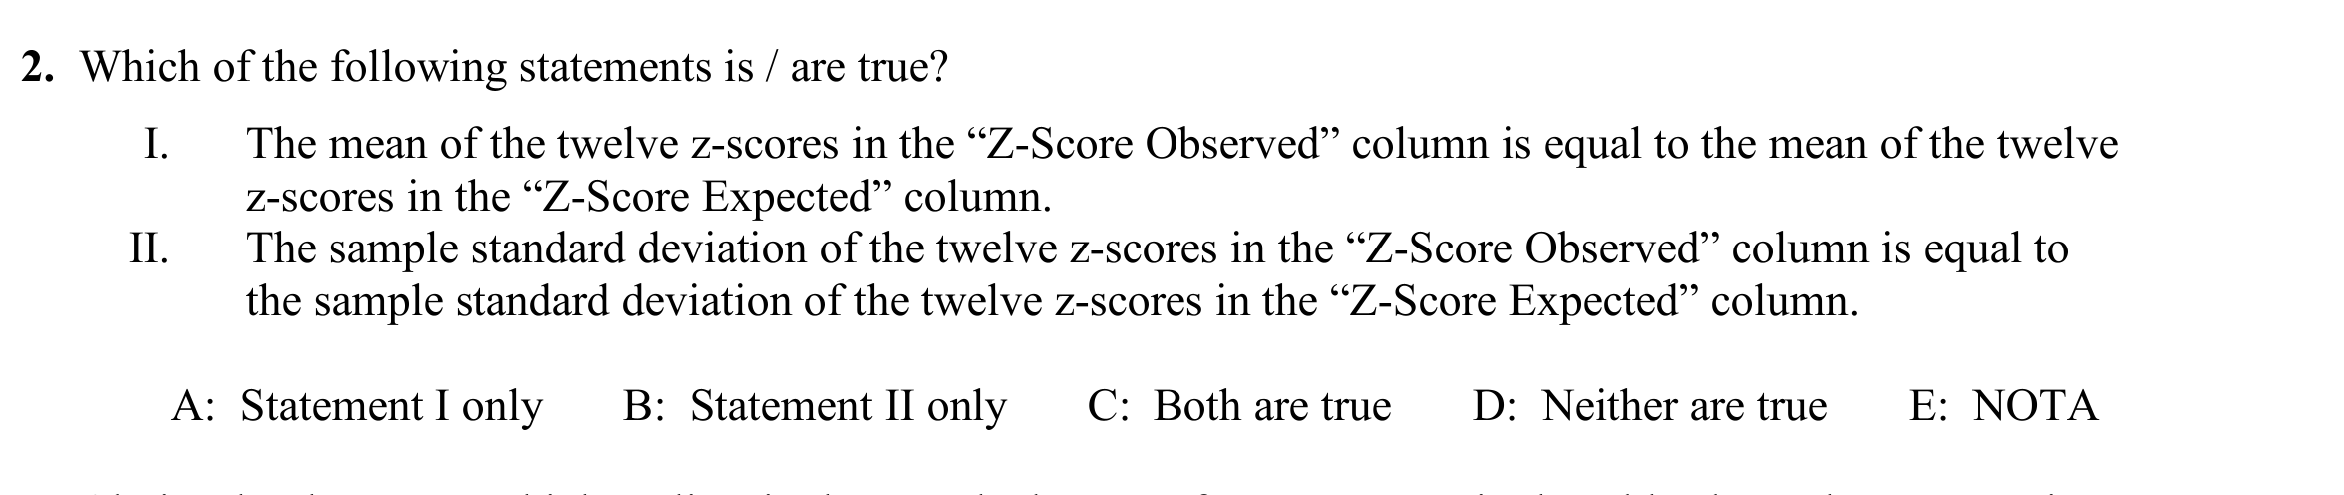 2. Which of the following statements is / are true?
I. The mean of the twelve z-scores in the “Z-Score Observed” column is equal to the mean of the twelve
z-scores in the “Z-Score Expected” column.
II. The sample standard deviation of the twelve z-scores in the “Z-Score Observed” column is equal to
the sample standard deviation of the twelve z-scores in the “Z-Score Expected” column.
A: Statement I only B: Statement II only C: Both are true D: Neither are true E: NOTA